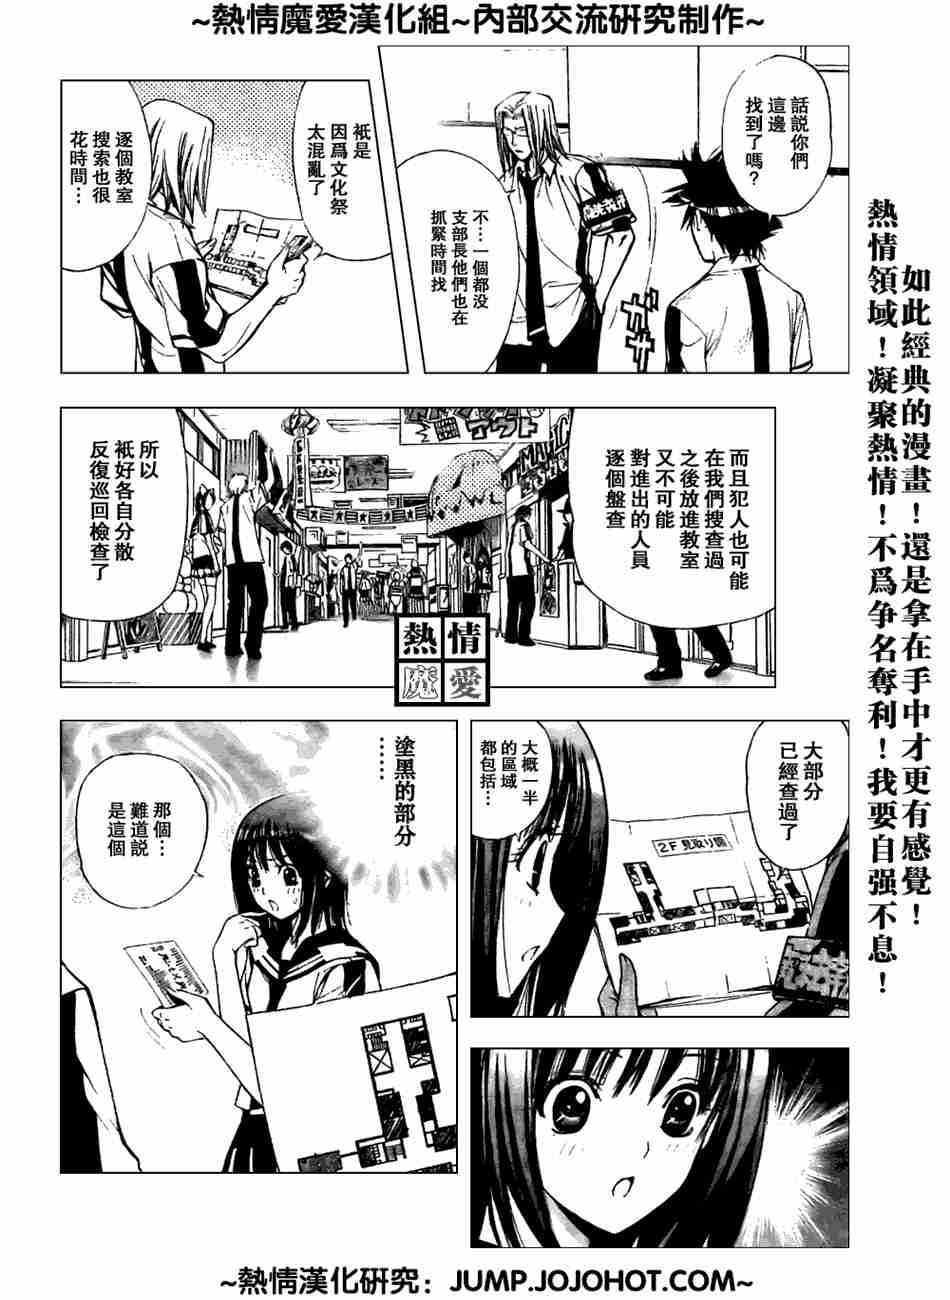 ~熱情魔愛漢化組~內部交流研究制作~
話說你們
這邊
找到了嗎?
不…一個都没
支部長他們也在
抓緊時間找
祗是
因爲文化祭
太混亂了
逐個教室
搜索也很
花時間…
而且犯人也可能
在我們搜查過
之後放進教室
又不可能
對進出的人員
逐個盤查
所以
祗好各自分散
反復巡回檢查了
熱情
魔愛
大部分
已經查過了
大概一半
的區域
都包括…
2F 見取り図
塗黑的部分
……
那個…
難道説
是這個
如此經典的漫畫！還是拿在手中才更有感覺！
熱情領域！凝聚熱情！不爲争名奪利！我要自强不息！
~熱情漢化研究：JUMP.JOJOHOT.COM~